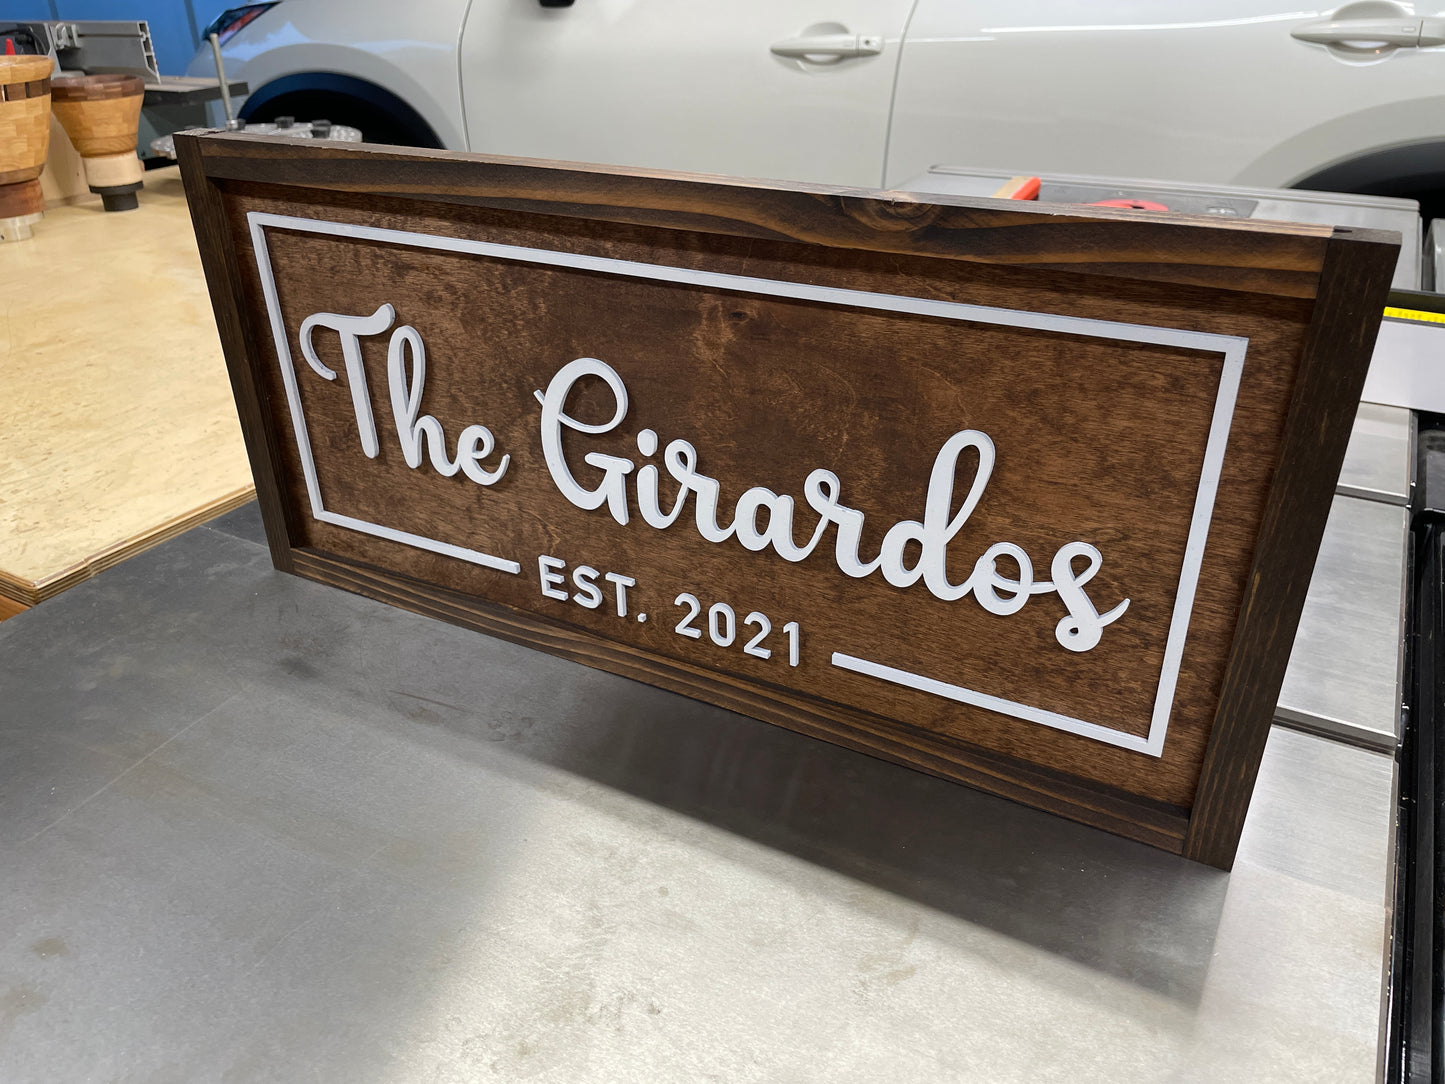 The Girardos
EST. 2021